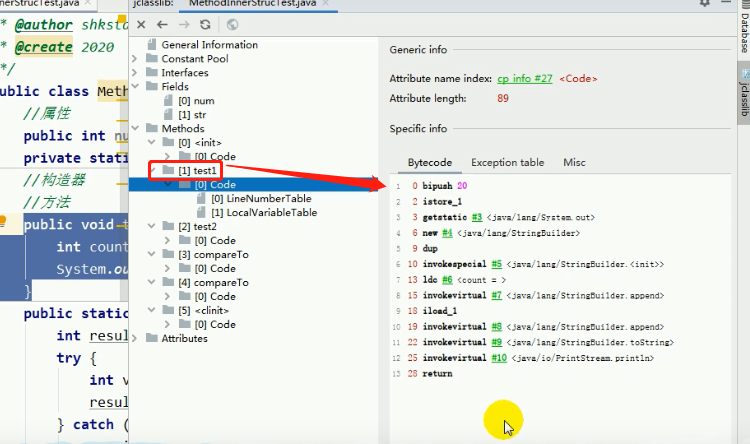 nnerStrucTest.java
* @author shksto
* @create 2020
*/
public class Meth
//属性
public int nu
private stati
//构造器
//方法
public void t
int count
System.ou
}
public static
int resul
try {
int v
resul
} catch (
jclasslib:
MethodInnerStrucTest.java
General Information
Constant Pool
Interfaces
Fields
[0] num
[1] str
Methods
[0] <init>
[0] Code
[1] test1
[0] Code
[0] LineNumberTable
[1] LocalVariableTable
[2] test2
[0] Code
[3] compareTo
[0] Code
[4] compareTo
[0] Code
[5] <clinit>
[0] Code
Attributes
Generic info
Attribute name index: cp info #27 <Code>
Attribute length: 89
Specific info
Bytecode Exception table Misc
1 0 bipush 20
2 2 istore_1
3 3 getstatic #3 <java/lang/System.out>
4 6 new #4 <java/lang/StringBuilder>
5 9 dup
6 10 invokespecial #5 <java/lang/StringBuilder.<init>>
7 13 ldc #6 <count = >
8 15 invokevirtual #7 <java/lang/StringBuilder.append>
9 18 iload_1
10 19 invokevirtual #8 <java/lang/StringBuilder.append>
11 22 invokevirtual #9 <java/lang/StringBuilder.toString>
12 25 invokevirtual #10 <java/io/PrintStream.println>
13 28 return
Database
jclasslib